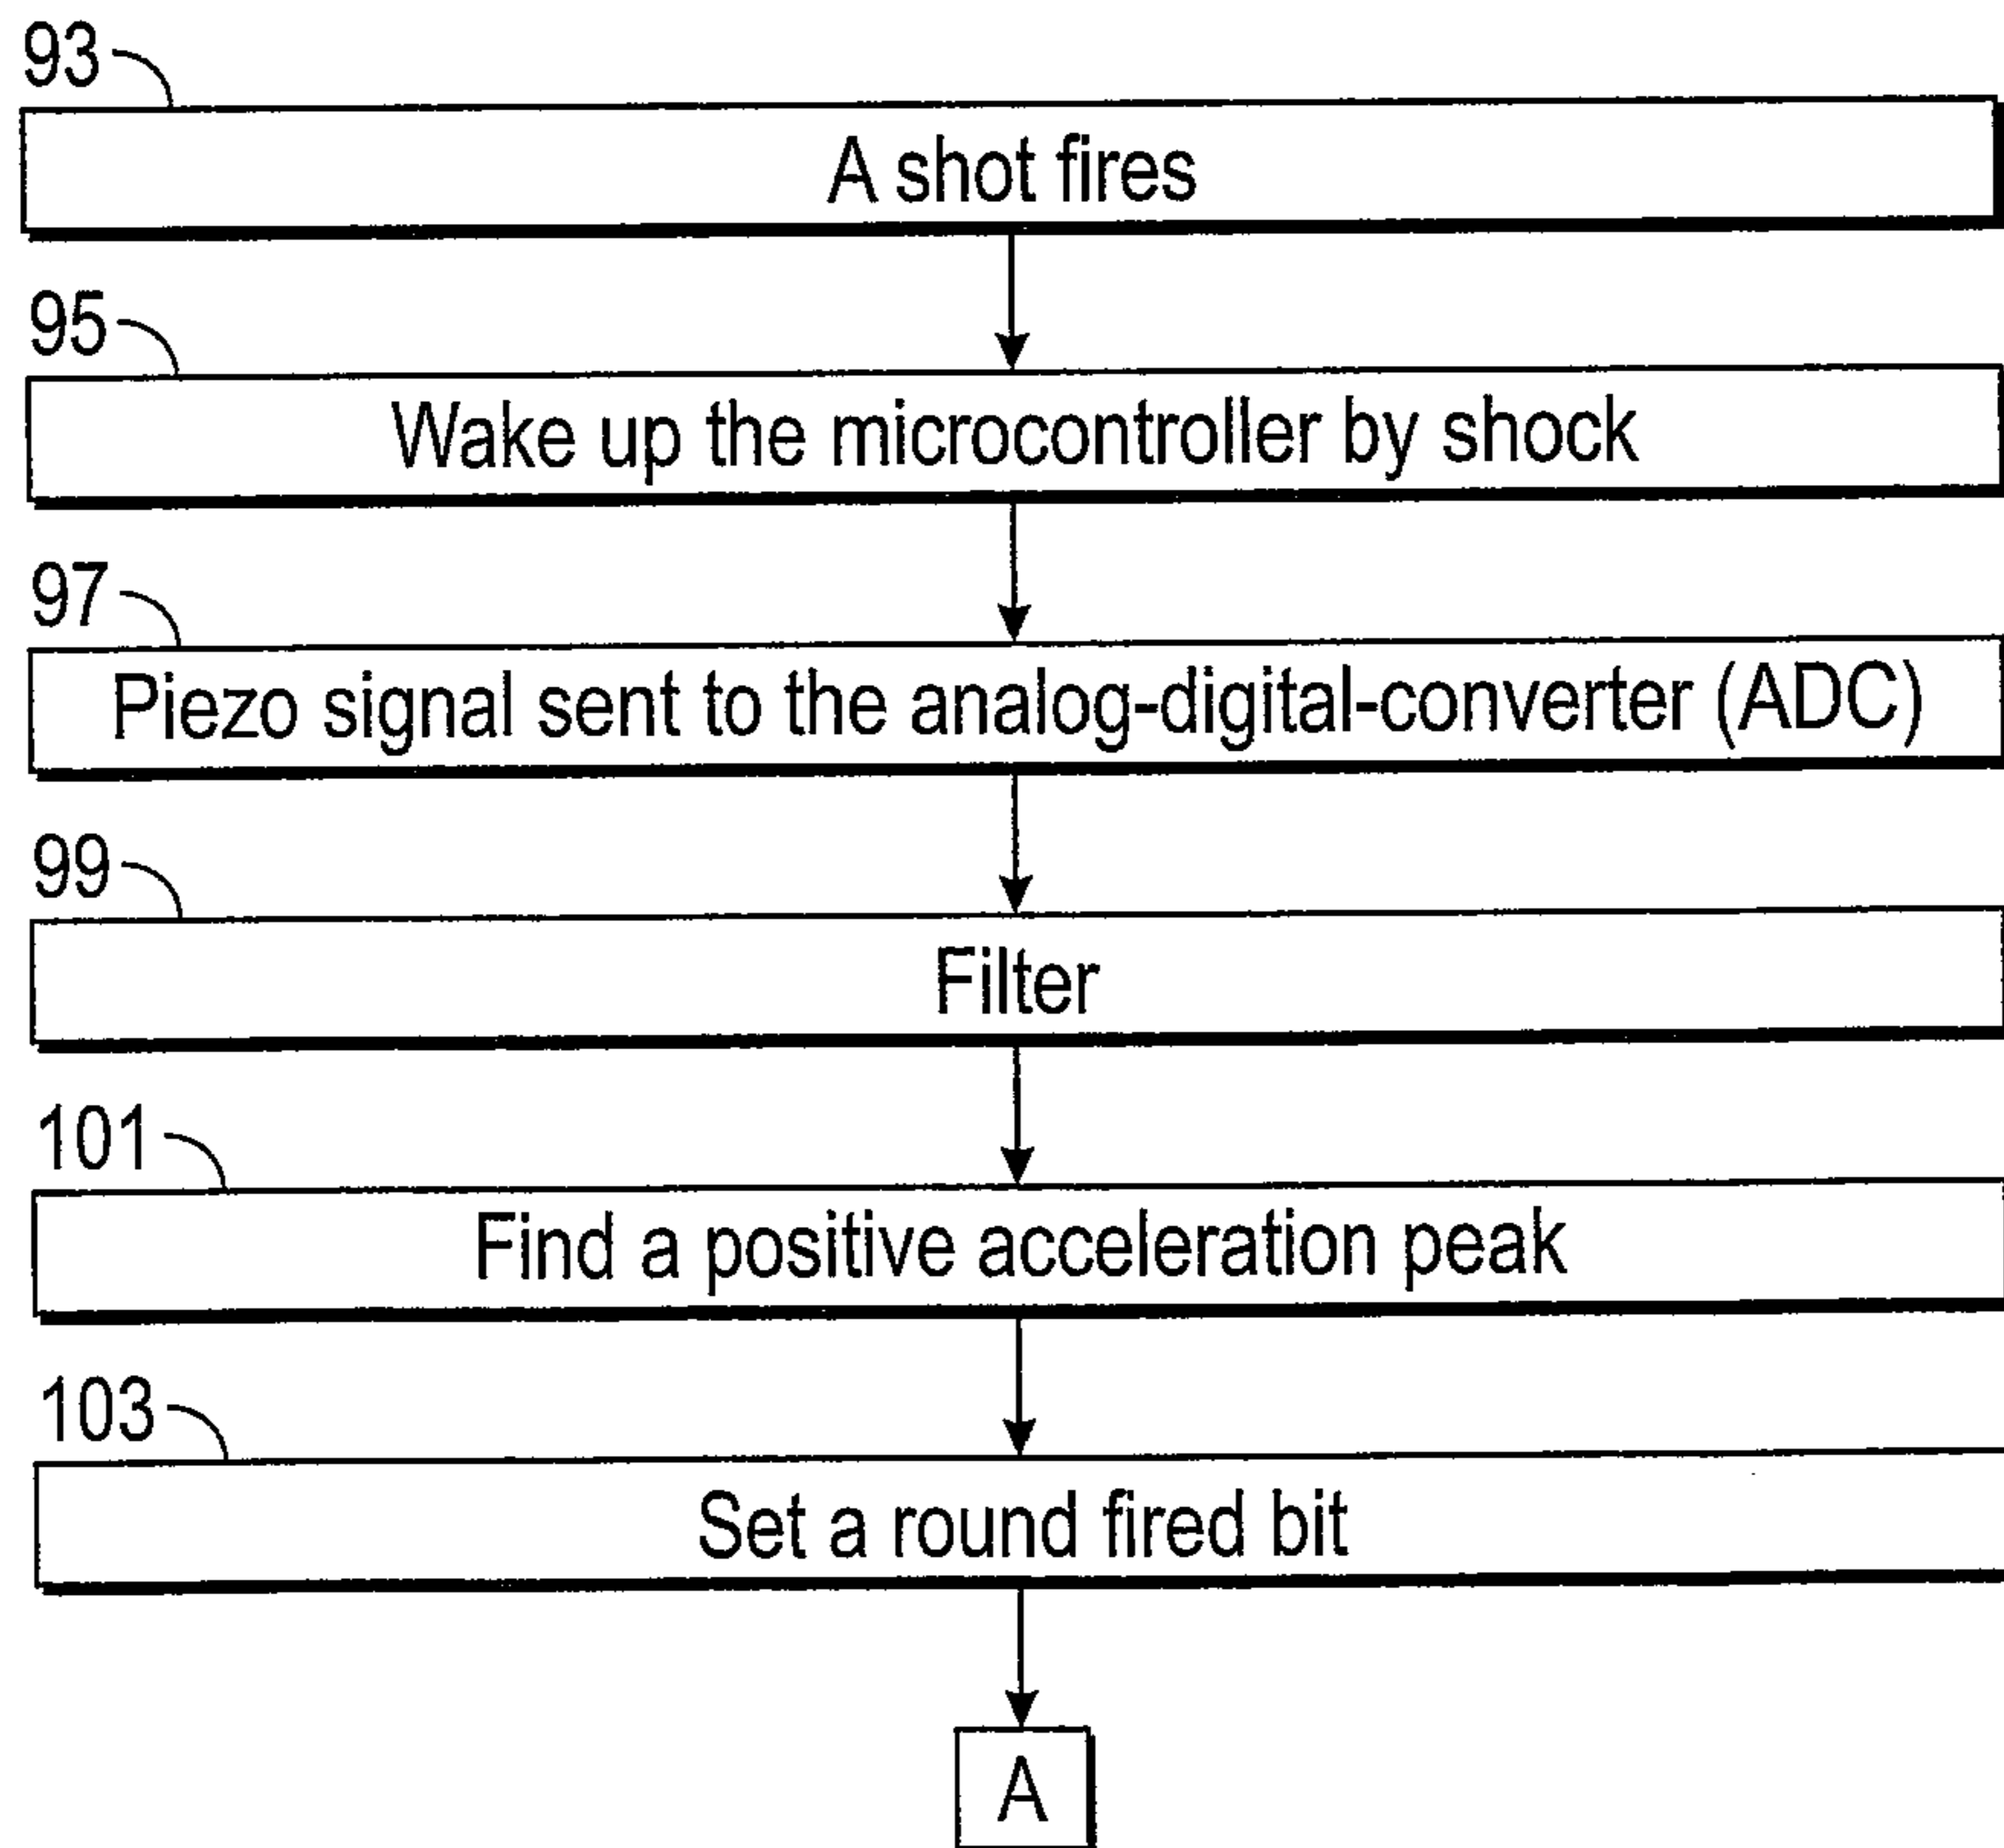 93
A shot fires
95
Wake up the microcontroller by shock
97
Piezo signal sent to the analog-digital-converter (ADC)
99
Filter
101
Find a positive acceleration peak
103
Set a round fired bit
A